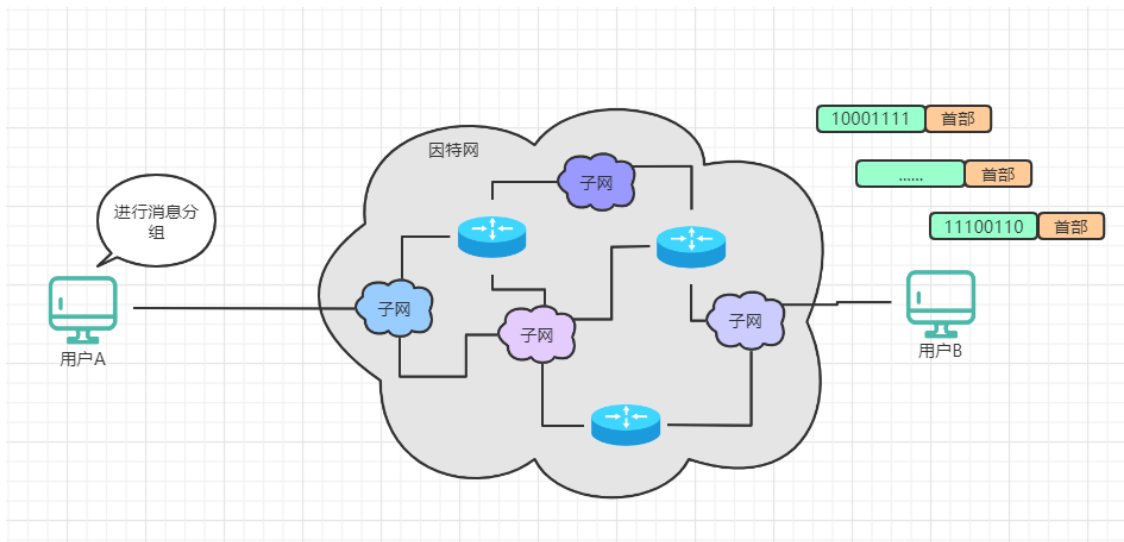 因特网
10001111 首部
子网
...... 首部
进行消息分
组
11100110 首部
子网
子网
子网
用户A
用户B